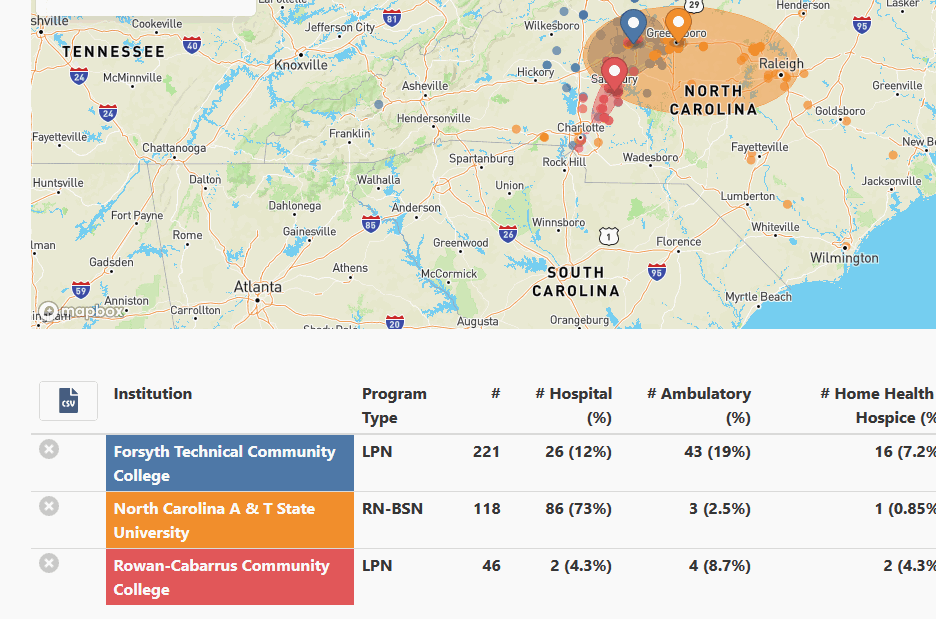 Cookeville
Jefferson City
81
Wilkesboro
29
Henderson
Lasker
95
TENNESSEE
40
Knoxville
Hickory
Raleigh
24
McMinnville
Asheville
NORTH
CAROLINA
Greenville
24
Hendersonville
Goldsboro
Fayetteville
Chattanooga
Franklin
Charlotte
Fayetteville
Spartanburg
Rock Hill
Wadesboro
Huntsville
Dalton
Walhalla
Union
Jacksonville
Fort Payne
Dahlonega
Anderson
Lumberton
Rome
Gainesville
85
Greenwood
26
Winnsboro
1
Florence
Whiteville
Gadsden
Athens
McCormick
95
Wilmington
59
Anniston
Atlanta
SOUTH
CAROLINA
Myrtle Beach
mapbox
Carrollton
20
Augusta
Orangeburg
CSV
Institution
Program
Type
#
# Hospital
(%)
# Ambulatory
(%)
# Home Health
Hospice (%
Forsyth Technical Community
College
LPN
221
26 (12%)
43 (19%)
16 (7.2%
North Carolina A & T State
University
RN-BSN
118
86 (73%)
3 (2.5%)
1 (0.85%
Rowan-Cabarrus Community
College
LPN
46
2 (4.3%)
4 (8.7%)
2 (4.3%